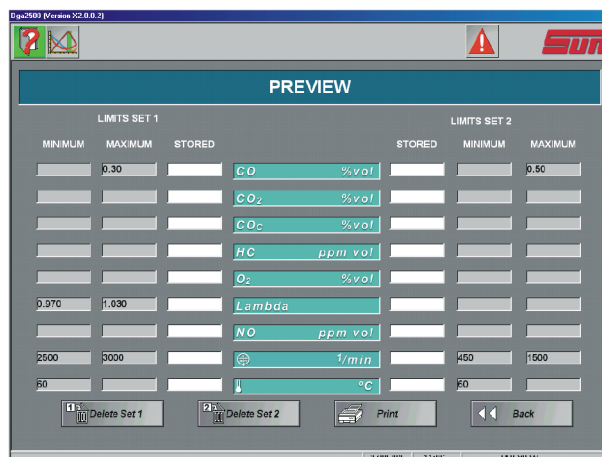 Dga2500 (Version X2.0.0.2)
Sun
PREVIEW
LIMITS SET 1 LIMITS SET 2
MINIMUM MAXIMUM STORED STORED MINIMUM MAXIMUM
0.30 CO %vol 0.50
CO2 %vol
COc %vol
HC ppm vol
O2 %vol
0.970 1.030 Lambda
NO ppm vol
2500 3000 1/min 450 1500
60 °C 60
1 Delete Set 1 2 Delete Set 2 Print Back